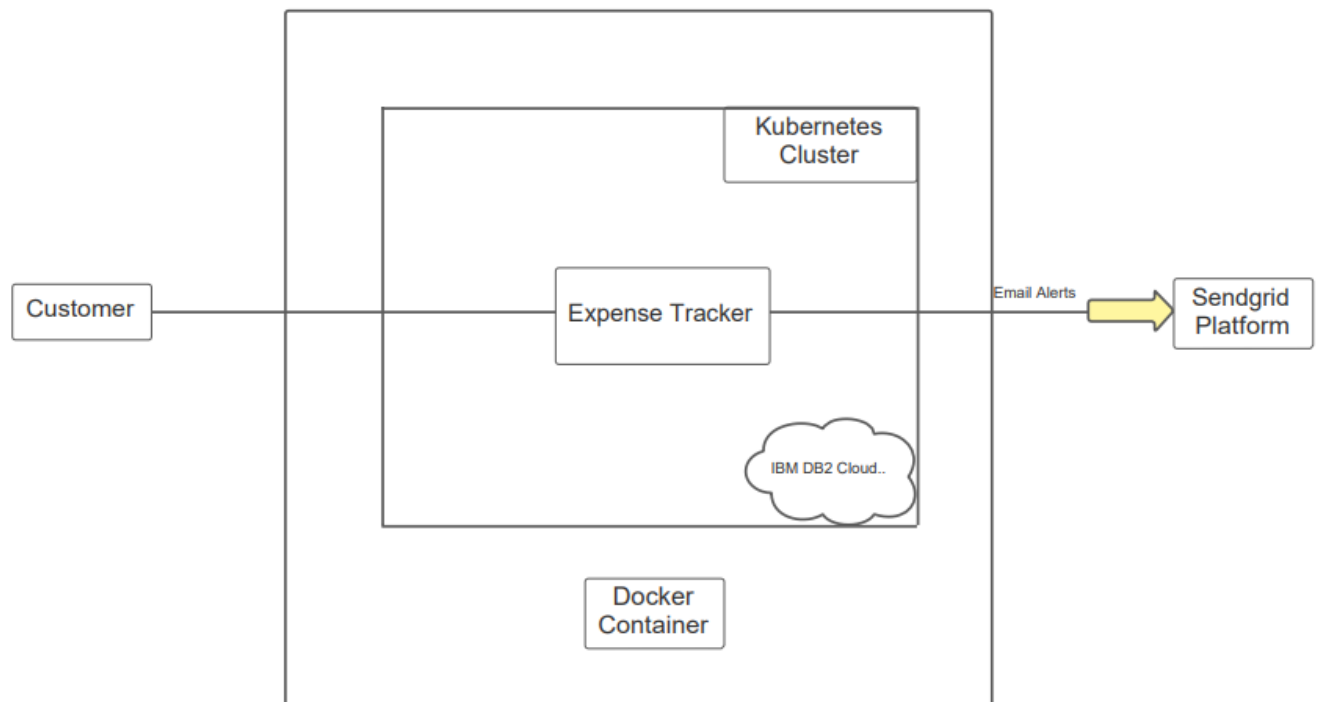 Kubernetes
Cluster
Customer
Expense Tracker
Email Alerts
Sendgrid
Platform
IBM DB2 Cloud..
Docker
Container